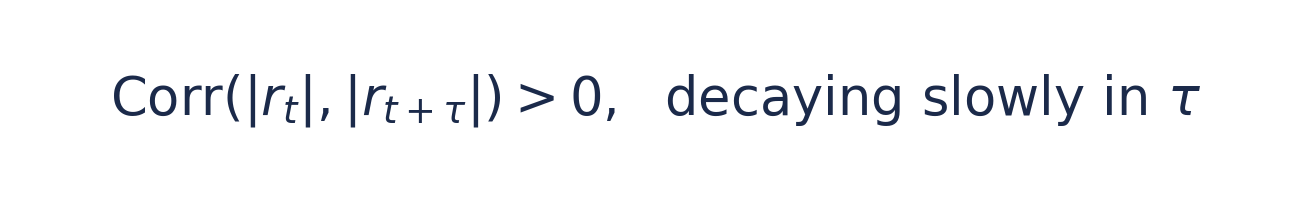 Corr(|r_t|, |r_{t+τ}|) > 0, decaying slowly in τ